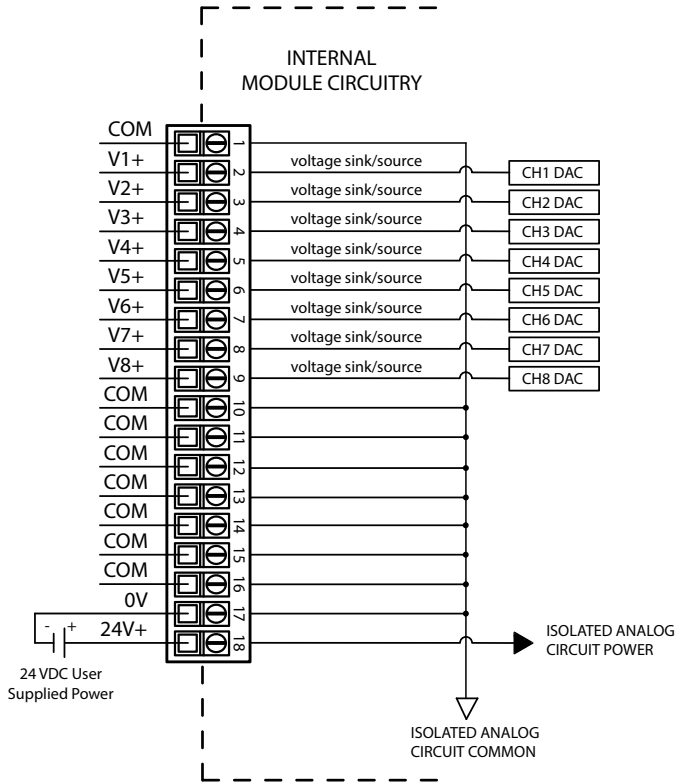 INTERNAL
MODULE CIRCUITRY
COM 1
V1+ 2 voltage sink/source CH1 DAC
V2+ 3 voltage sink/source CH2 DAC
V3+ 4 voltage sink/source CH3 DAC
V4+ 5 voltage sink/source CH4 DAC
V5+ 6 voltage sink/source CH5 DAC
V6+ 7 voltage sink/source CH6 DAC
V7+ 8 voltage sink/source CH7 DAC
V8+ 9 voltage sink/source CH8 DAC
COM 10
COM 11
COM 12
COM 13
COM 14
COM 15
COM 16
0V 17
- + 24V+ 18
ISOLATED ANALOG
CIRCUIT POWER
24 VDC User
Supplied Power
ISOLATED ANALOG
CIRCUIT COMMON